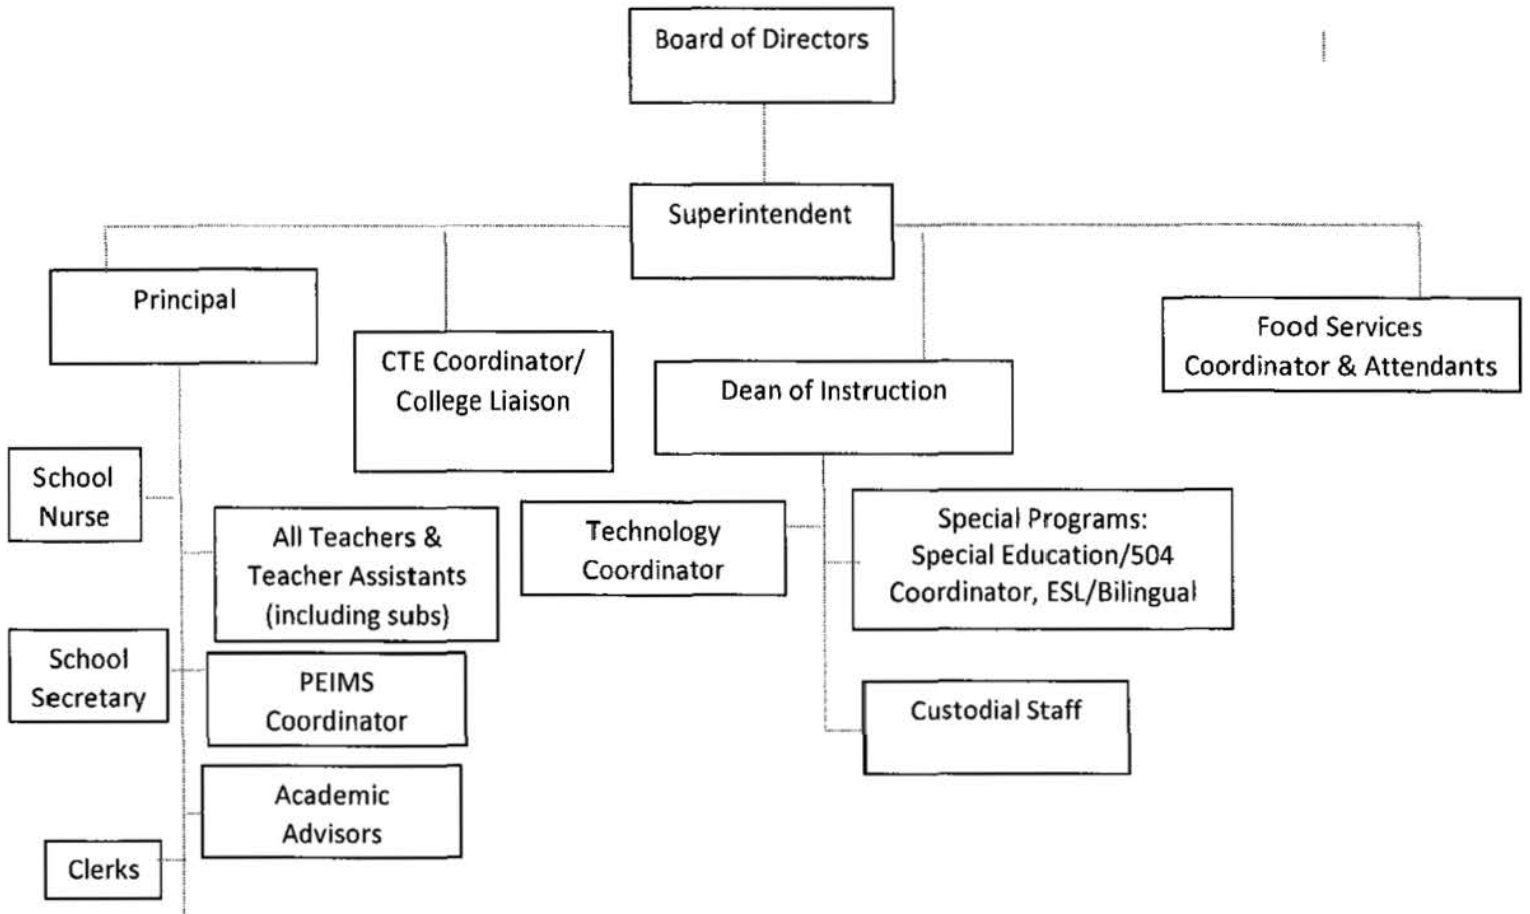 Board of Directors
Superintendent
Principal
CTE Coordinator/
College Liaison
Dean of Instruction
Food Services
Coordinator & Attendants
School
Nurse
All Teachers &
Teacher Assistants
(including subs)
School
Secretary
PEIMS
Coordinator
Academic
Advisors
Clerks
Technology
Coordinator
Special Programs:
Special Education/504
Coordinator, ESL/Bilingual
Custodial Staff